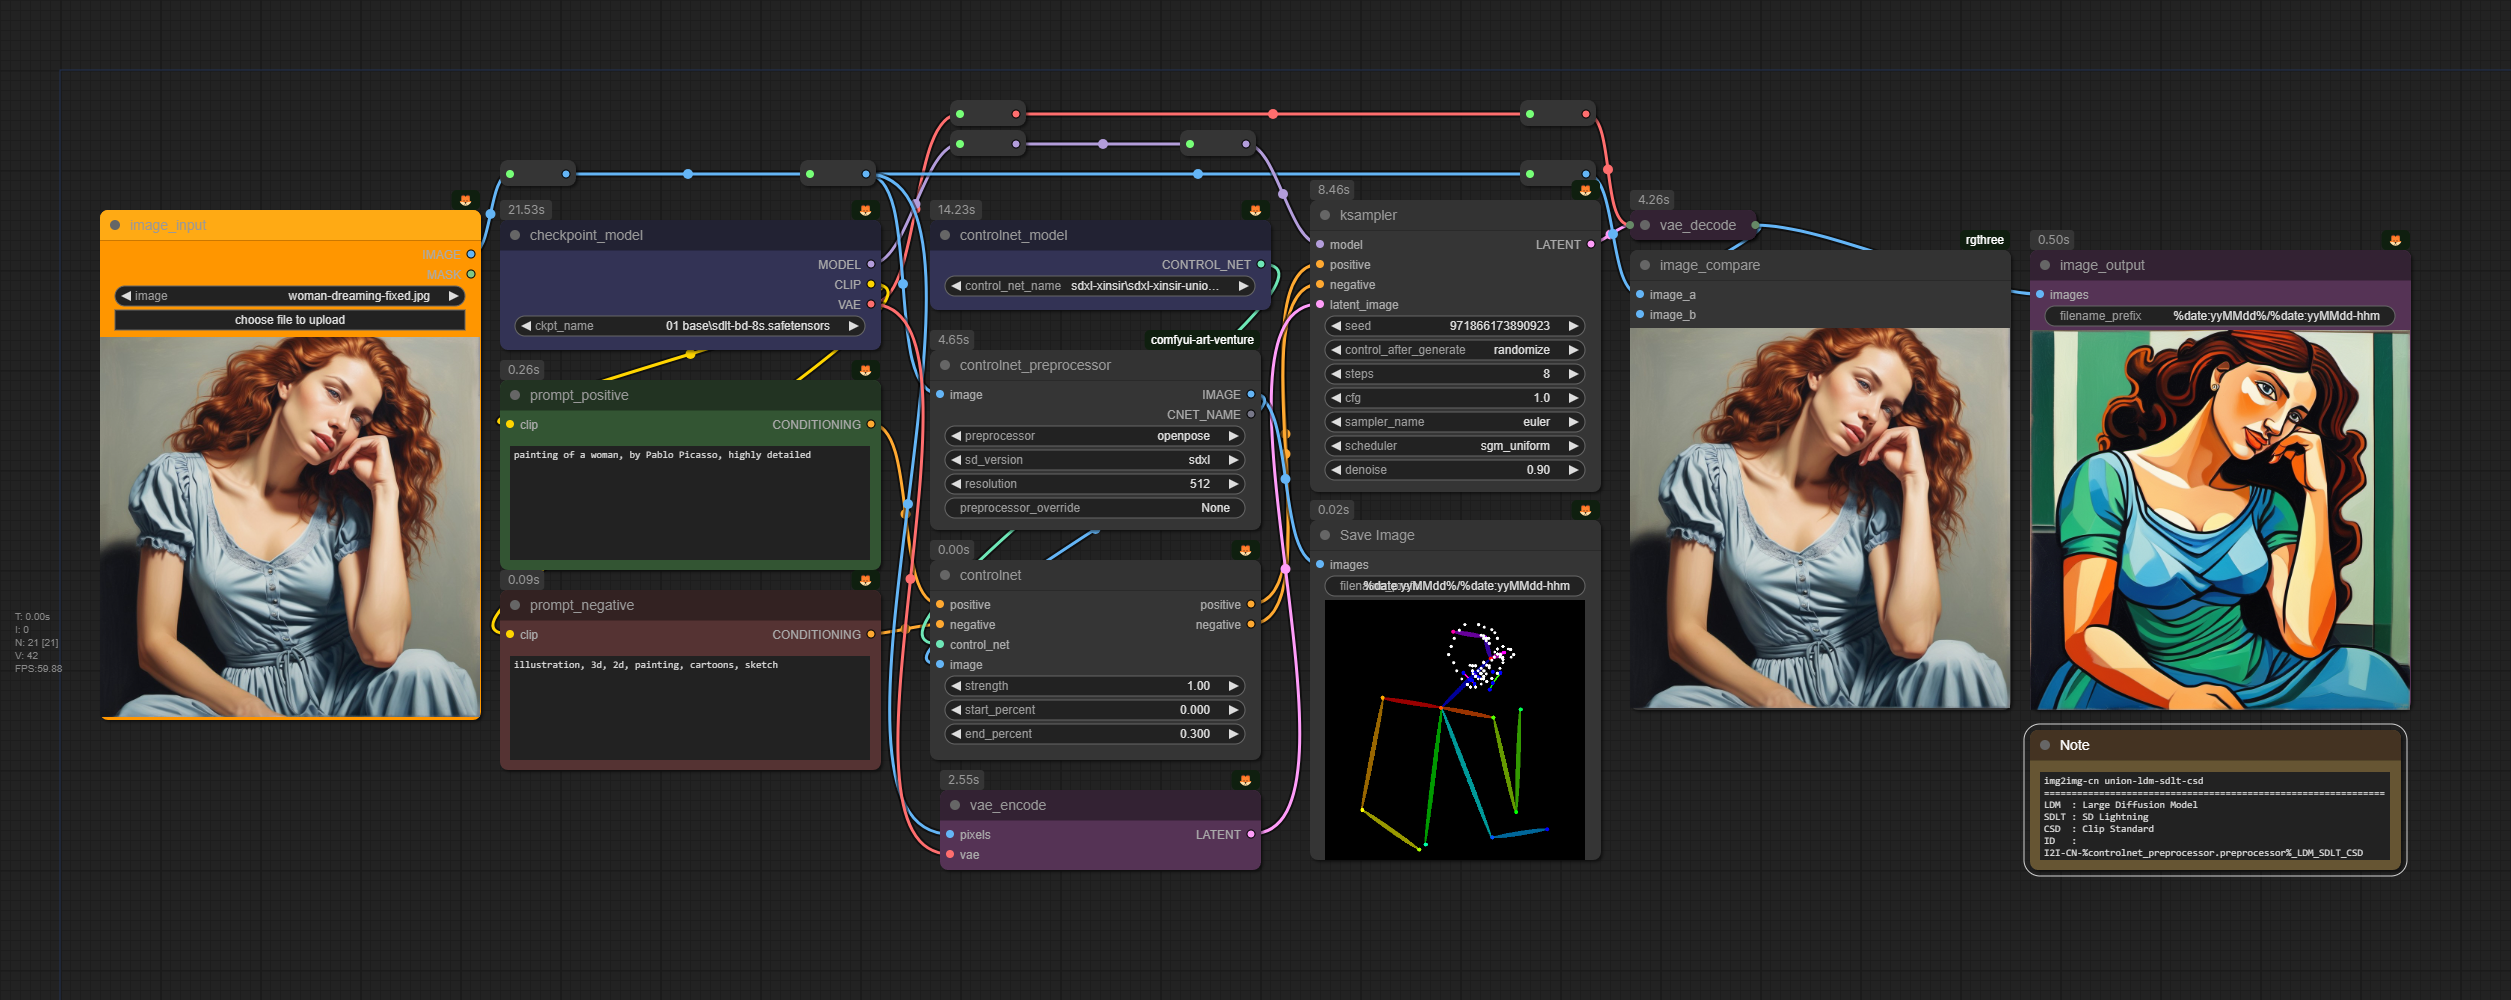 image_input
IMAGE
MASK
image woman-dreaming-fixed.jpg
choose file to upload
T: 0.00s
I: 0
N: 21 [21]
V: 42
FPS:59.88
21.53s
checkpoint_model
MODEL
CLIP
VAE
ckpt_name 01 base\sdlt-bd-8s.safetensors
0.26s
prompt_positive
clip CONDITIONING
painting of a woman, by Pablo Picasso, highly detailed
0.09s
prompt_negative
clip CONDITIONING
illustration, 3d, 2d, painting, cartoons, sketch
14.23s
controlnet_model
CONTROL_NET
control_net_name sdxl-xinsir\sdxl-xinsir-unio...
4.65s comfyui-art-venture
controlnet_preprocessor
image IMAGE
CNET_NAME
preprocessor openpose
sd_version sdxl
resolution 512
preprocessor_override None
0.00s
controlnet
positive positive
negative negative
control_net
image
strength 1.00
start_percent 0.000
end_percent 0.300
2.55s
vae_encode
pixels LATENT
vae
8.46s
ksampler
model LATENT
positive
negative
latent_image
seed 971866173890923
control_after_generate randomize
steps 8
cfg 1.0
sampler_name euler
scheduler sgm_uniform
denoise 0.90
0.02s
Save Image
images
%date:yyMMdd%/%date:yyMMdd-hhm
4.26s
vae_decode
rgthree
image_compare
image_a
image_b
0.50s
image_output
images
filename_prefix %date:yyMMdd%/%date:yyMMdd-hhm
Note
img2img-cn union-ldm-sdlt-csd
==============================================================
LDM : Large Diffusion Model
SDLT : SD Lightning
CSD : Clip Standard
ID :
I2I-CN-%controlnet_preprocessor.preprocessor%_LDM_SDLT_CSD